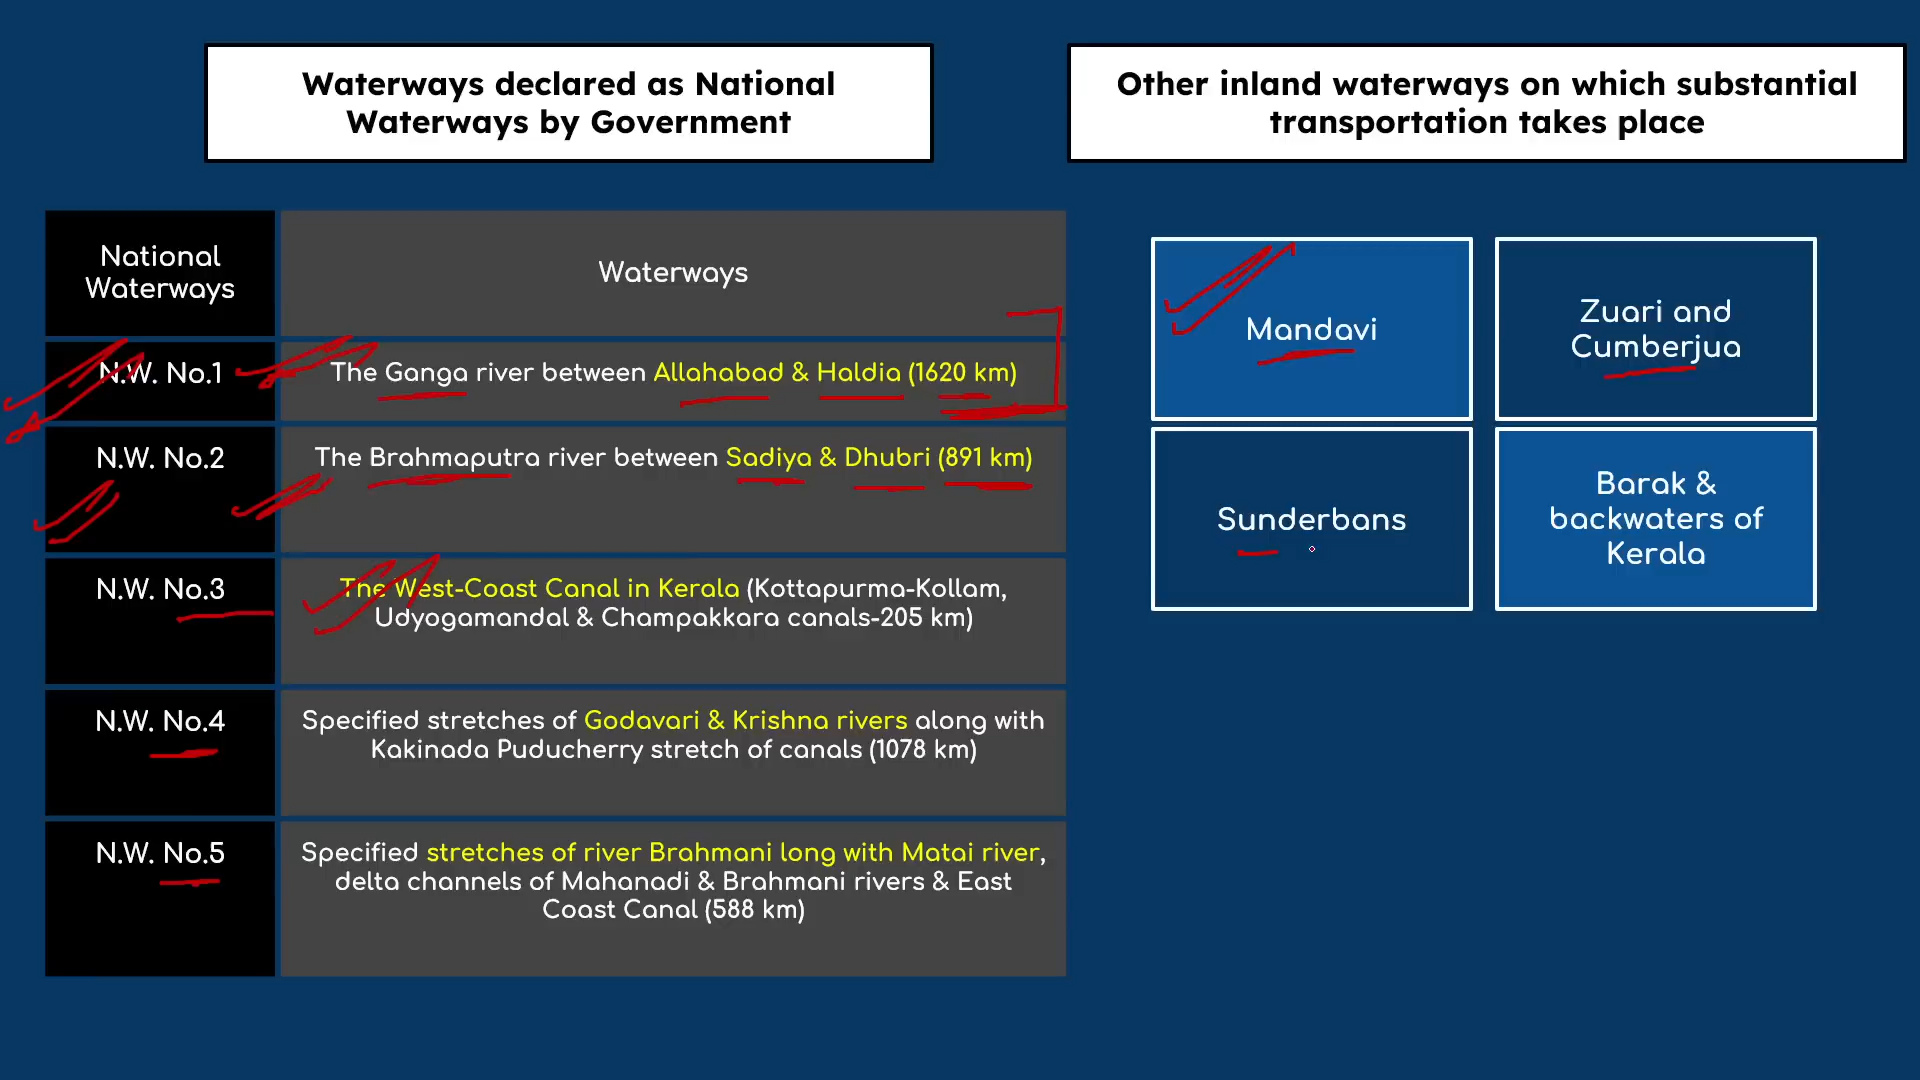 Waterways declared as National
Waterways by Government
Other inland waterways on which substantial
transportation takes place
National
Waterways
Waterways
N.W. No.1
The Ganga river between Allahabad & Haldia (1620 km)
N.W. No.2
The Brahmaputra river between Sadiya & Dhubri (891 km)
N.W. No.3
The West-Coast Canal in Kerala (Kottapurma-Kollam,
Udyogamandal & Champakkara canals-205 km)
N.W. No.4
Specified stretches of Godavari & Krishna rivers along with
Kakinada Puducherry stretch of canals (1078 km)
N.W. No.5
Specified stretches of river Brahmani long with Matai river,
delta channels of Mahanadi & Brahmani rivers & East
Coast Canal (588 km)
Mandavi
Zuari and
Cumberjua
Sunderbans
Barak &
backwaters of
Kerala